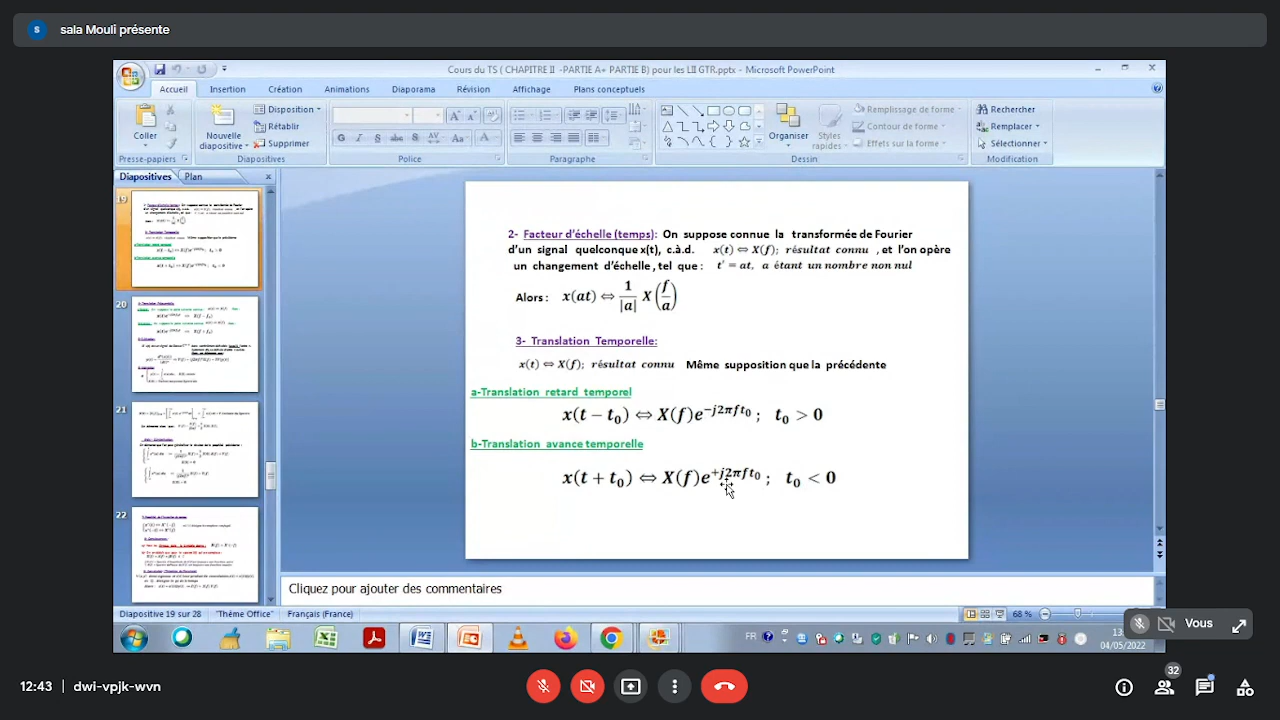 S sala Mouli présente
Cours du TS ( CHAPITRE II -PARTIE A+ PARTIE B) pour les LII GTR.pptx - Microsoft PowerPoint
Accueil Insertion Création Animations Diaporama Révision Affichage Plans conceptuels
Coller
Nouvelle diapositive
Disposition
Rétablir
Supprimer
Organiser
Styles rapides
Remplissage de forme
Contour de forme
Effets sur la forme
Rechercher
Remplacer
Sélectionner
Presse-papiers Diapositives Police Paragraphe Dessin Modification
Diapositives Plan
19
20
21
22
2- Facteur d'échelle (temps): On suppose connue la transformée de Fourier
d'un signal quelconque x(t), c.à.d. x(t) ⇔ X(f); résultat connu , et l'on opère
un changement d'échelle, tel que : t' = at, a étant un nombre non nul
Alors : x(at) ⇔ 1/|a| X(f/a)
3- Translation Temporelle:
x(t) ⇔ X(f); résultat connu Même supposition que la précédente
a-Translation retard temporel
x(t − t₀) ⇔ X(f)e^(−j2πft₀) ; t₀ > 0
b-Translation avance temporelle
x(t + t₀) ⇔ X(f)e^(+j2πft₀) ; t₀ < 0
Cliquez pour ajouter des commentaires
Diapositive 19 sur 28 "Thème Office" Français (France) 68 %
FR
13
04/05/2022
Vous
12:43 | dwi-vpjk-wvn
32